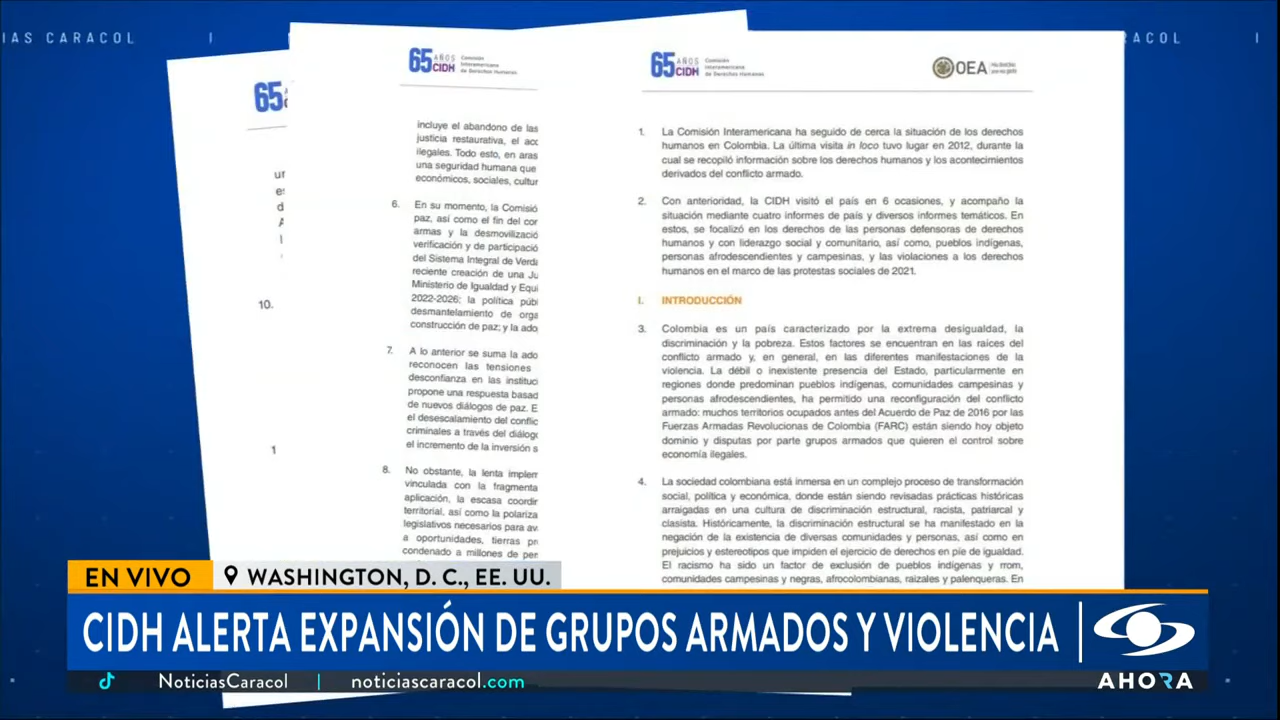 IAS CARACOL
ACOL
65 AÑOS
CIDH
Comisión
Interamericana
de Derechos Humanos
OEA
1. La Comisión Interamericana ha seguido de cerca la situación de los derechos
humanos en Colombia. La última visita in loco tuvo lugar en 2012, durante la
cual se recopiló información sobre los derechos humanos y los acontecimientos
derivados del conflicto armado.
2. Con anterioridad, la CIDH visitó el país en 6 ocasiones, y acompaño la
situación mediante cuatro informes de país y diversos informes temáticos. En
estos, se focalizó en los derechos de las personas defensoras de derechos
humanos y con liderazgo social y comunitario, así como, pueblos indígenas,
personas afrodescendientes y campesinas, y las violaciones a los derechos
humanos en el marco de las protestas sociales de 2021.
I. INTRODUCCIÓN
3. Colombia es un país caracterizado por la extrema desigualdad, la
discriminación y la pobreza. Estos factores se encuentran en las raíces del
conflicto armado y, en general, en las diferentes manifestaciones de la
violencia. La débil o inexistente presencia del Estado, particularmente en
regiones donde predominan pueblos indígenas, comunidades campesinas y
personas afrodescendientes, ha permitido una reconfiguración del conflicto
armado: muchos territorios ocupados antes del Acuerdo de Paz de 2016 por las
Fuerzas Armadas Revolucionas de Colombia (FARC) están siendo hoy objeto
dominio y disputas por parte grupos armados que quieren el control sobre
economía ilegales.
4. La sociedad colombiana está inmersa en un complejo proceso de transformación
social, política y económica, donde están siendo revisadas prácticas históricas
arraigadas en una cultura de discriminación estructural, racista, patriarcal y
clasista. Históricamente, la discriminación estructural se ha manifestado en la
negación de la existencia de diversas comunidades y personas, así como en
prejuicios y estereotipos que impiden el ejercicio de derechos en pie de igualdad.
El racismo ha sido un factor de exclusión de pueblos indígenas y rrom,
comunidades campesinas y negras, afrocolombianas, raizales y palenqueras. En
65 AÑOS
CIDH
Comisión
Interamericana
de Derechos Humanos
incluye el abandono de las
justicia restaurativa, el acc
ilegales. Todo esto, en aras
una seguridad humana que
económicos, sociales, cultur
6. En su momento, la Comisió
paz, así como el fin del cor
armas y la desmovilizació
verificación y de participació
del Sistema Integral de Verda
reciente creación de una Ju
Ministerio de Igualdad y Equi
2022-2026; la política públ
desmantelamiento de orga
construcción de paz; y la ado
7. A lo anterior se suma la ado
reconocen las tensiones
desconfianza en las instituci
propone una respuesta basad
de nuevos diálogos de paz. E
el desescalamiento del conflic
criminales a través del diálogo
el incremento de la inversión s
8. No obstante, la lenta implem
vinculada con la fragmenta
aplicación, la escasa coordir
territorial, así como la polariza
legislativos necesarios para av
a oportunidades, tierras pr
condenado a millones de per
65
10.
1
EN VIVO
WASHINGTON, D. C., EE. UU.
CIDH ALERTA EXPANSIÓN DE GRUPOS ARMADOS Y VIOLENCIA
NoticiasCaracol | noticiascaracol.com
AHORA